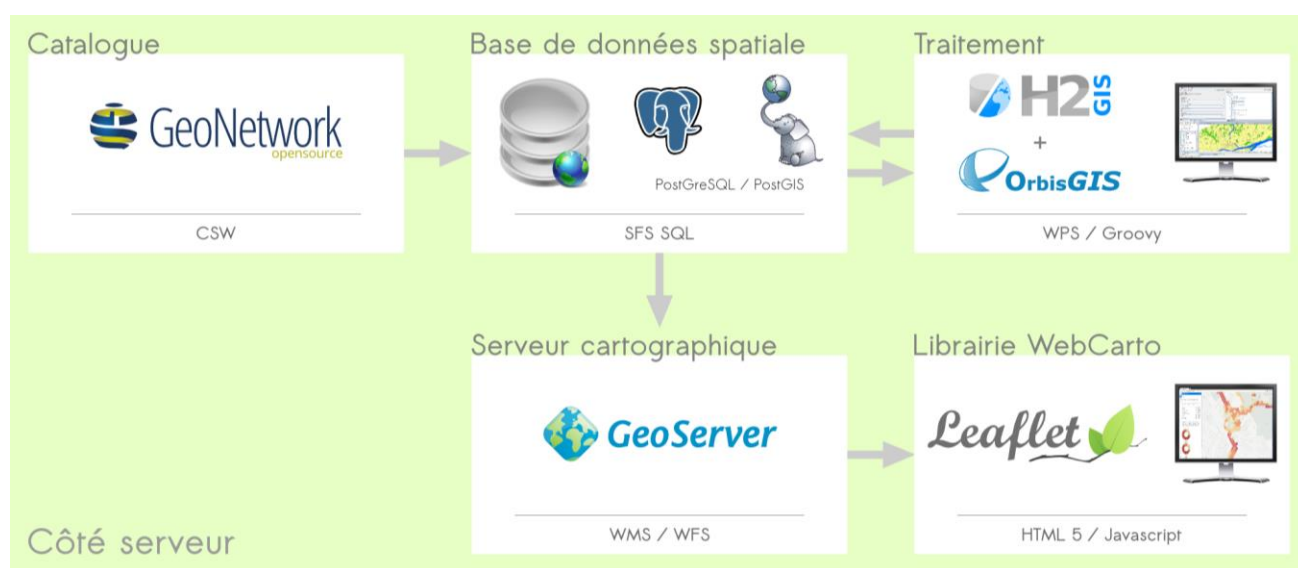 Catalogue
GeoNetwork
opensource
CSW
Base de données spatiale
PostGreSQL / PostGIS
SFS SQL
Traitement
H2GIS
+
OrbisGIS
WPS / Groovy
Serveur cartographique
GeoServer
WMS / WFS
Librairie WebCarto
Leaflet
HTML 5 / Javascript
Côté serveur